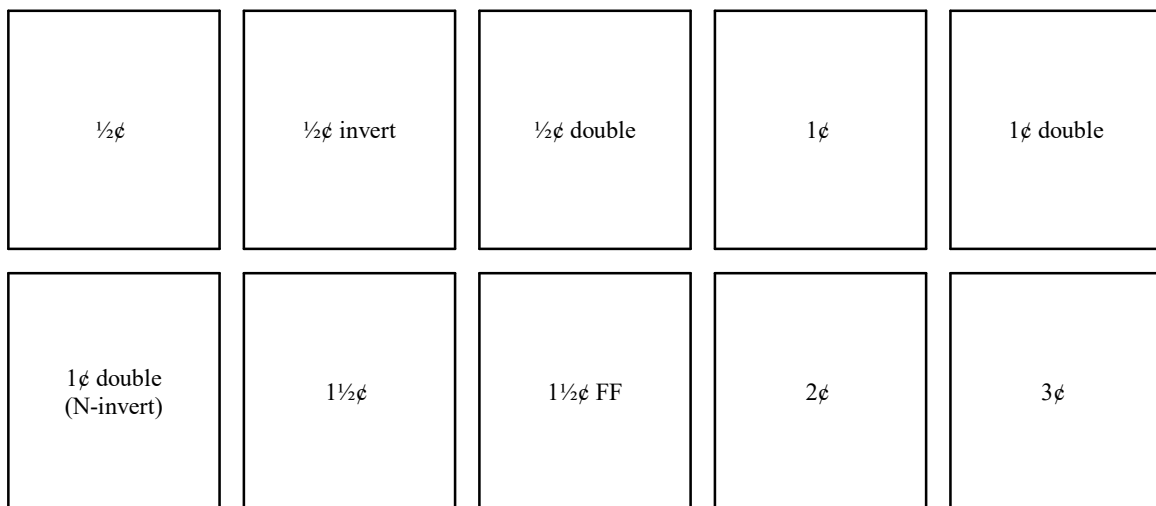 ½¢
½¢ invert
½¢ double
1¢
1¢ double
1¢ double
(N-invert)
1½¢
1½¢ FF
2¢
3¢